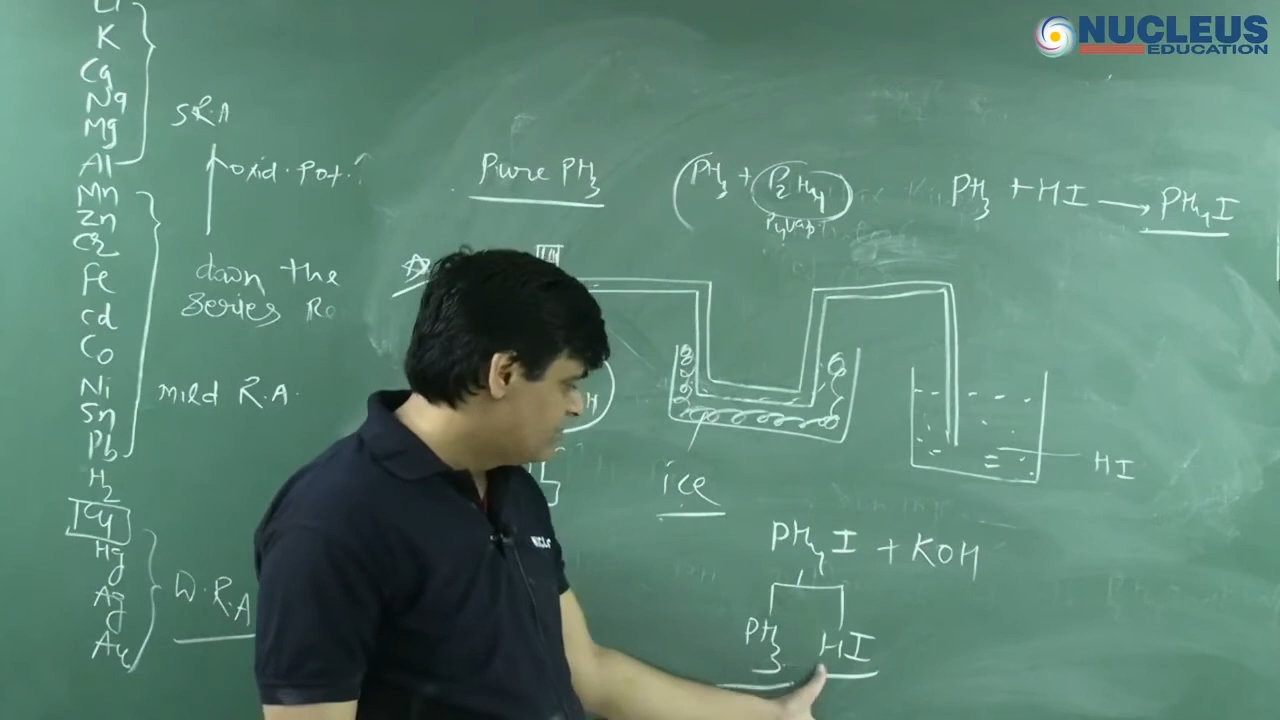 NUCLEUS
EDUCATION
K
Ca
Na
Mg
Al
Mn
Zn
Cr
Fe
Cd
Co
Ni
Sn
Pb
H2
Cu
Hg
Ag
Au
S.R.A
oxid. pot.↑
down the
series
mild R.A.
W.R.A
Pure PH3
(PH3 + P2H4
PH3 + HI → PH4I
ice
HI
PH4I + KOH
PH3 HI